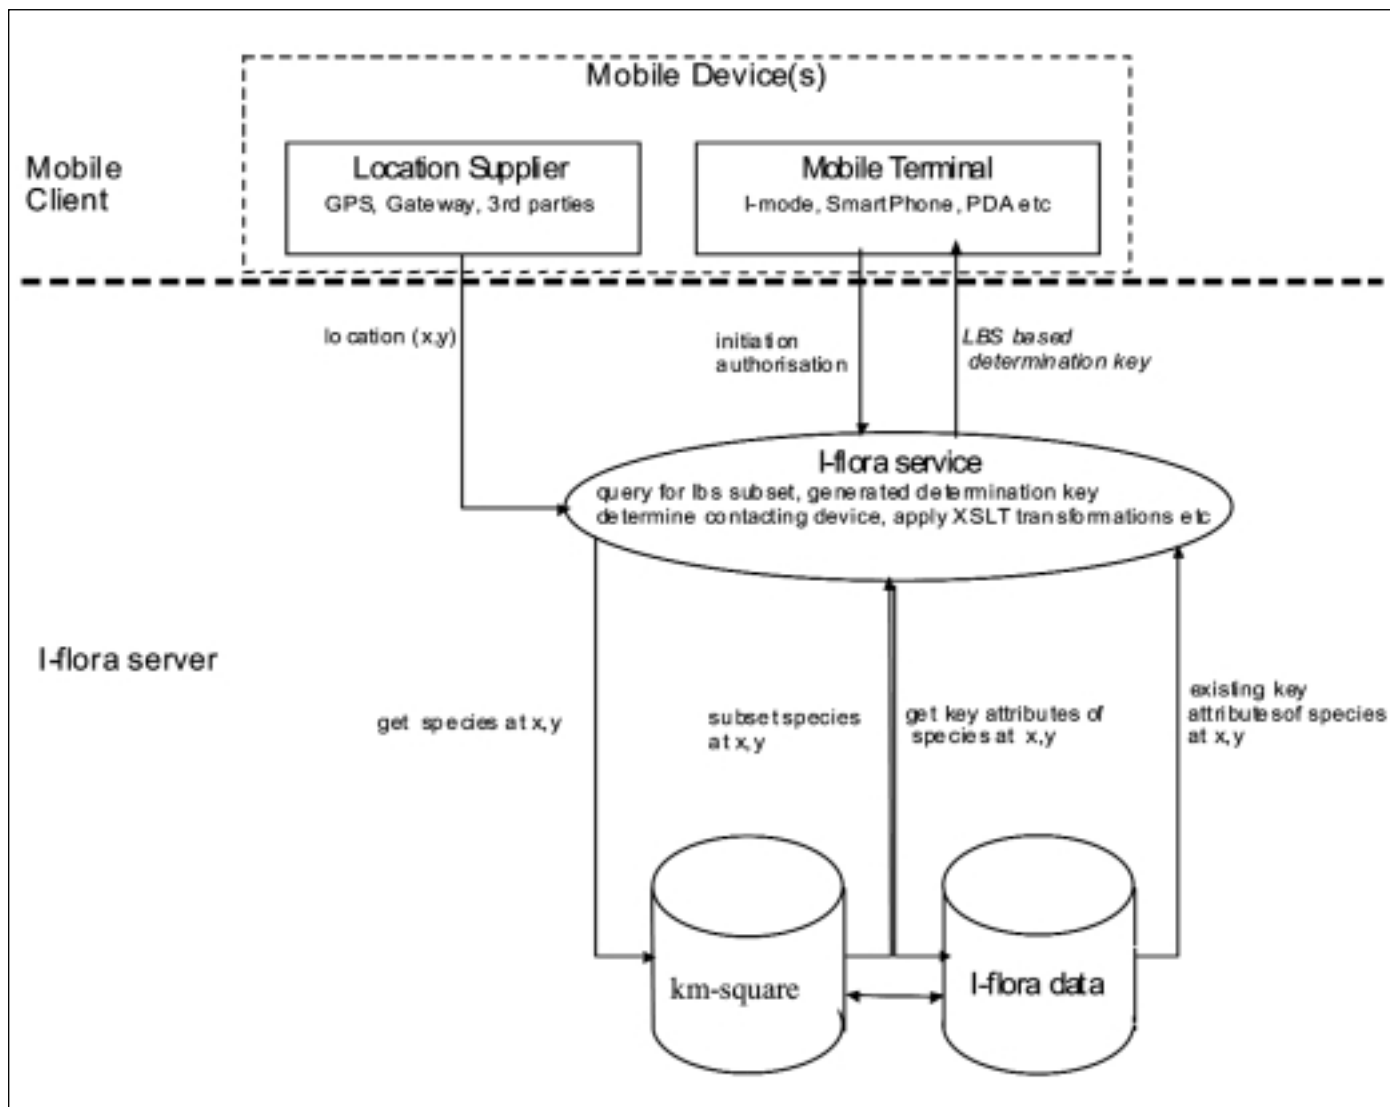 Mobile Device(s)
Mobile
Client
Location Supplier
GPS, Gateway, 3rd parties
Mobile Terminal
I-mode, SmartPhone, PDA etc
location (x,y)
initiation
authorisation
LBS based
determination key
I-flora service
query for lbs subset, generated determination key
determine contacting device, apply XSLT transformations etc
I-flora server
get species at x,y
subset species
at x,y
get key attributes of
species at x,y
existing key
attributes of species
at x,y
km-square
I-flora data